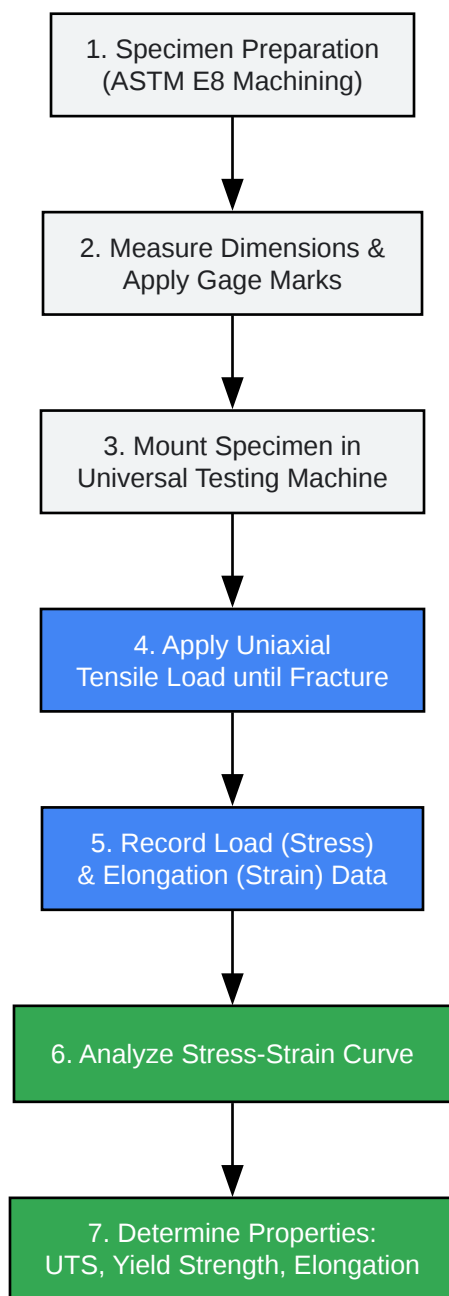 1. Specimen Preparation
(ASTM E8 Machining)
2. Measure Dimensions &
Apply Gage Marks
3. Mount Specimen in
Universal Testing Machine
4. Apply Uniaxial
Tensile Load until Fracture
5. Record Load (Stress)
& Elongation (Strain) Data
6. Analyze Stress-Strain Curve
7. Determine Properties:
UTS, Yield Strength, Elongation